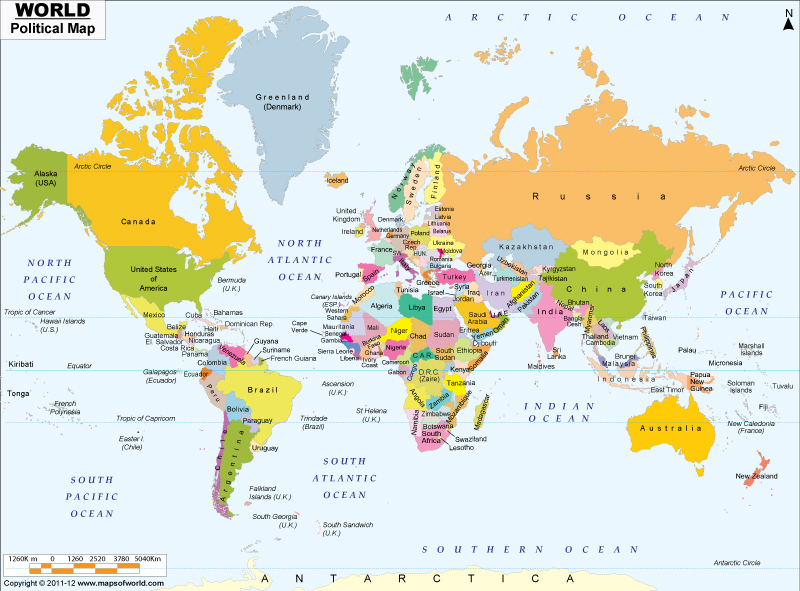 WORLD
Political Map
ARCTIC OCEAN
N
Greenland
(Denmark)
Alaska
(USA)
Arctic Circle
Arctic Circle
Canada
Iceland
Norway
Sweden
Finland
Russia
United
Kingdom
Ireland
Denmark
Netherlands
Germany
Poland
Estonia
Latvia
Lithuania
Belarus
Czech
Rep.
Ukraine
Moldova
France
HUN.
Romania
Bulgaria
Italy
Kazakhstan
Mongolia
NORTH
PACIFIC
OCEAN
United States
of America
NORTH
ATLANTIC
OCEAN
Bermuda
(U.K.)
Portugal
Spain
Greece
Turkey
Georgia
Azer.
Uzbekistan
Turkmenistan
Kyrgyzstan
Tajikistan
China
North
Korea
South
Korea
Japan
PACIFIC
OCEAN
Tropic of Cancer
Hawaiian Islands
(U.S.)
Mexico
Cuba
Bahamas
Haiti
Dominican Rep.
Belize
Guatemala
El. Salvador
Honduras
Nicaragua
Costa Rica
Panama
Canary Islands
(ESP.)
Western
Sahara
Morocco
Tunisia
Algeria
Libya
Egypt
Israel
Syria
Jordan
Iraq
Iran
Afghanistan
Pakistan
Saudi
Arabia
U.A.E
Oman
Yemen
India
Nepal
Bhutan
Bangla-
Desh
Myanmar
Laos
Thailand
Vietnam
Cambodia
Taiwan
Philippines
Cape
Verde
Mauritania
Senegal
Gambia
Sierra Leone
Liberia
Ivory
Coast
Mali
Burkina
Faso
Ghana
Niger
Nigeria
Chad
Sudan
South
Sudan
Eritrea
Djibouti
Ethiopia
Somalia
C.A.R
Cameroon
Gabon
Congo
D.R.C
(Zaire)
Kenya
Tanzania
Sri
Lanka
Maldives
Brunei
Malaysia
Indonesia
East Timor
Palau
Micronesia
Marshall
Islands
Papua
New
Guinea
Solomon
Islands
Tuvalu
Fiji
New Caledonia
(France)
Kiribati
Equator
Tonga
French
Polynesia
Galapagos
(Ecuador)
Venezuela
Guyana
Suriname
French Guiana
Colombia
Ecuador
Peru
Brazil
Bolivia
Paraguay
Uruguay
Chile
Argentina
Ascension
(U.K.)
St Helena
(U.K.)
Trindade
(Brazil)
Tropic of Capricorn
Easter I
(Chile)
Angola
Zambia
Zimbabwe
Mozambique
Madagascar
Namibia
Botswana
South
Africa
Swaziland
Lesotho
INDIAN
OCEAN
Australia
New Zealand
SOUTH
PACIFIC
OCEAN
SOUTH
ATLANTIC
OCEAN
Falkland
Islands (U.K.)
South Georgia
(U.K.)
South Sandwich
(U.K.)
SOUTHERN OCEAN
Antarctic Circle
ANTARCTICA
1260K m 0 1260 2520 3780 5040Km
Copyright © 2011-12 www.mapsofworld.com